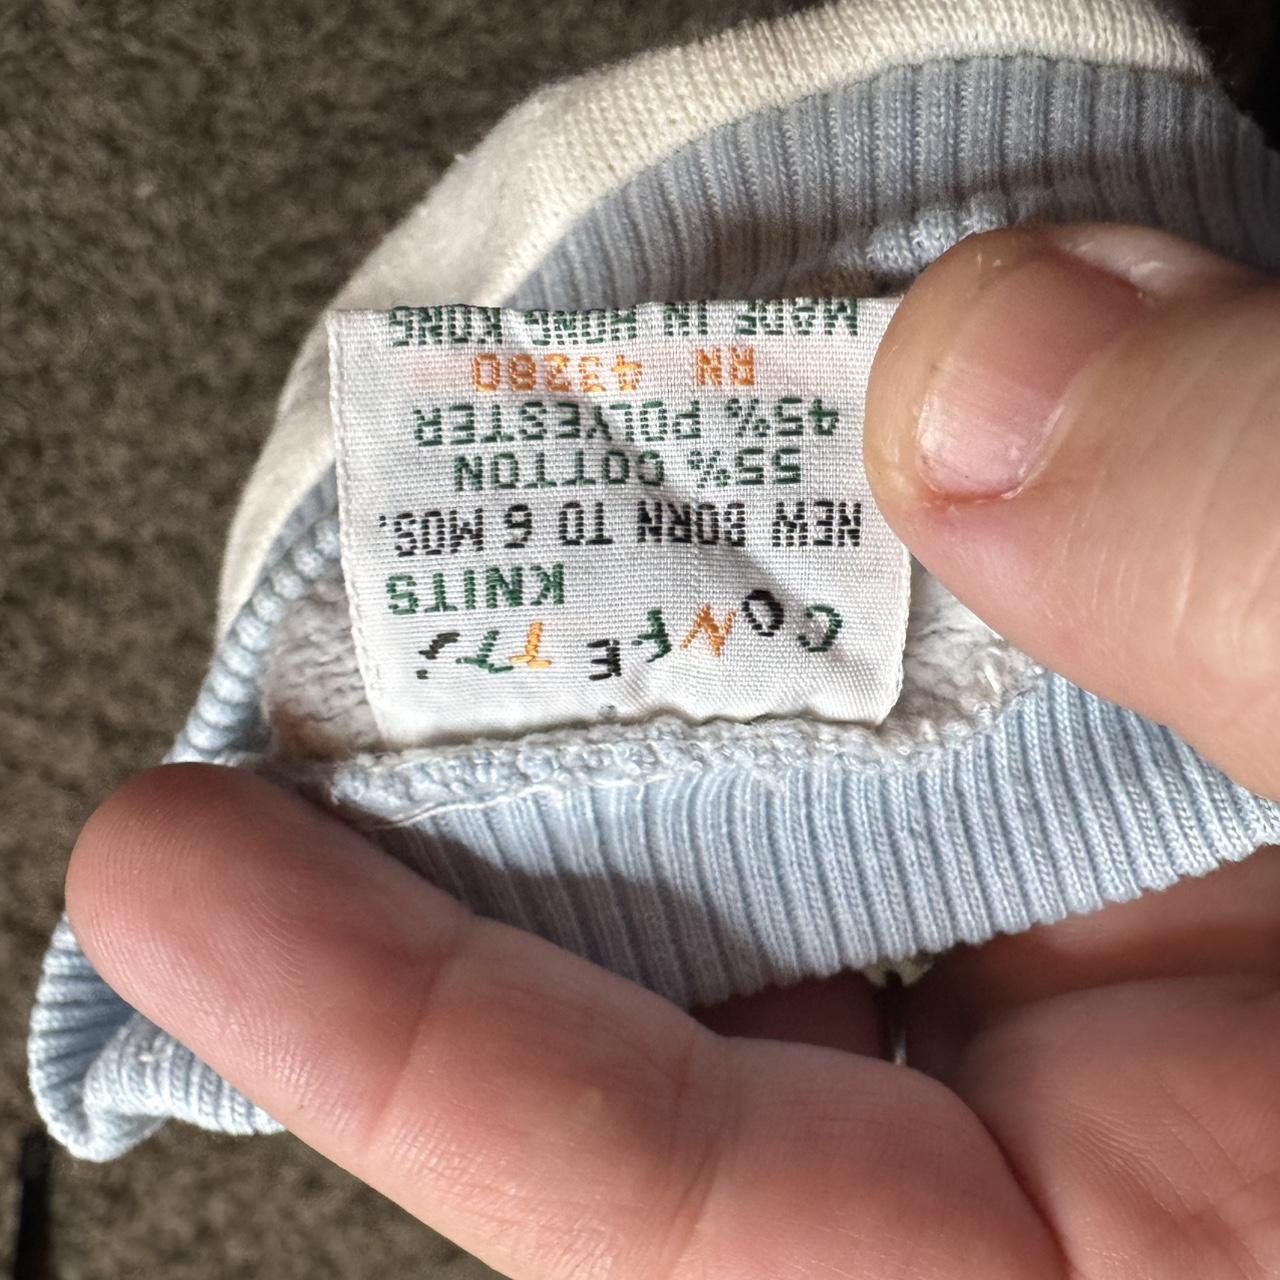 CONFETTi
KNITS
NEW BORN TO 6 MOS.
55% COTTON
45% POLYESTER
RN 43280
MADE IN HONG KONG